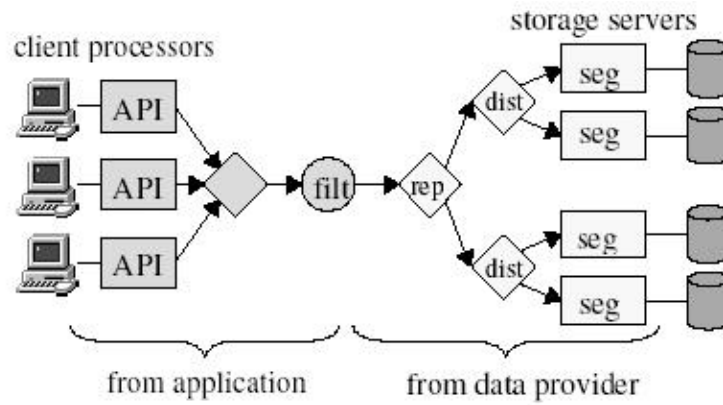 storage servers
client processors
seg
API
dist
seg
API
filt
rep
seg
API
dist
seg
from application
from data provider